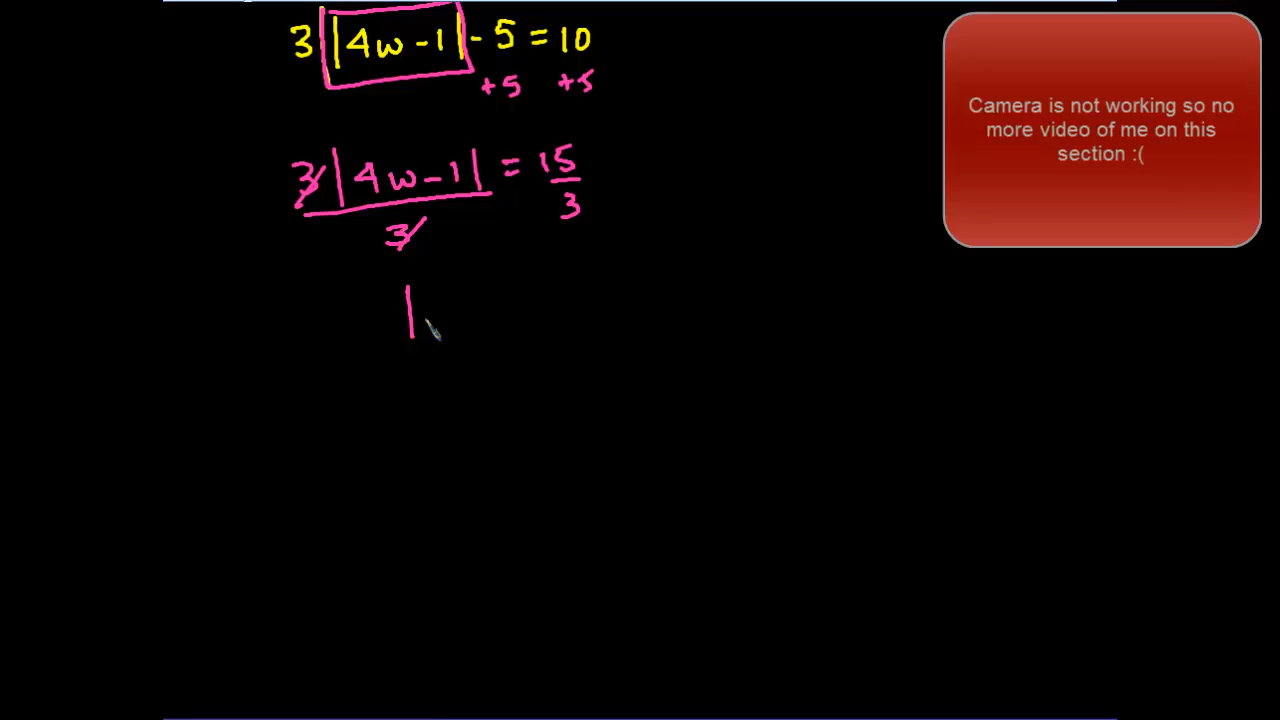 3 |4w - 1| - 5 = 10
+5 +5
3 |4w - 1| = 15
3 3
|
Camera is not working so no
more video of me on this
section :(